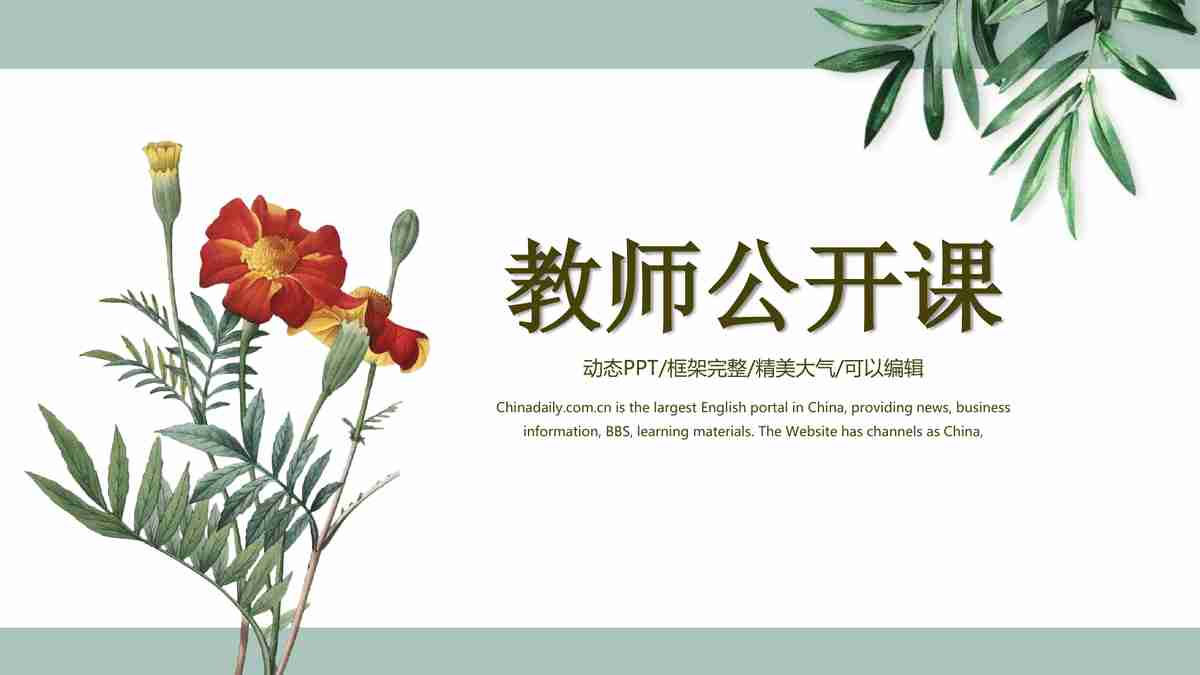 教师公开课
动态PPT/框架完整/精美大气/可以编辑
Chinadaily.com.cn is the largest English portal in China, providing news, business
information, BBS, learning materials. The Website has channels as China,